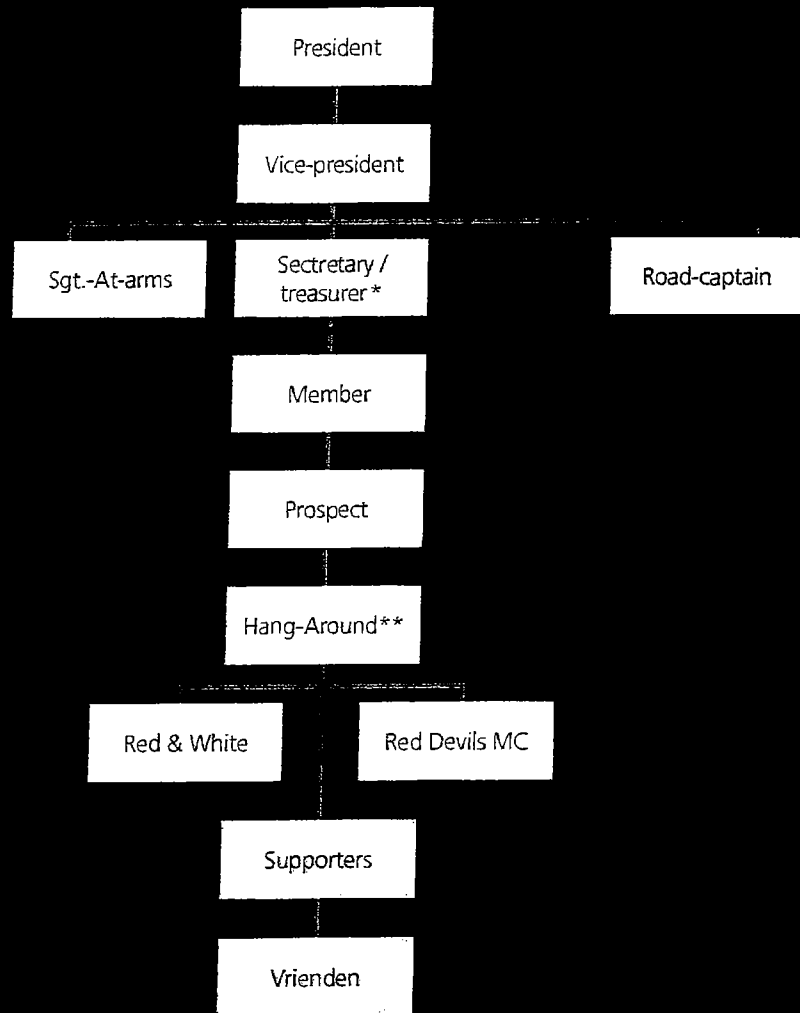 President
Vice-president
Sgt.-At-arms
Sectretary /
treasurer *
Road-captain
Member
Prospect
Hang-Around**
Red & White
Red Devils MC
Supporters
Vrienden